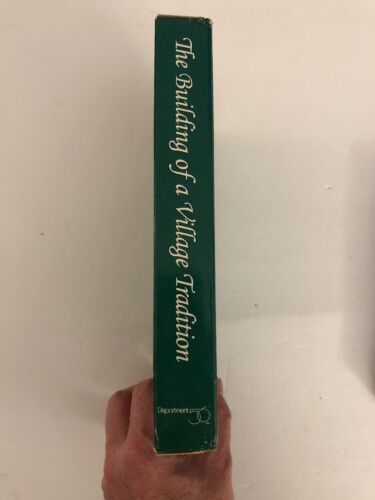 The Building of a Village Tradition
Department 56